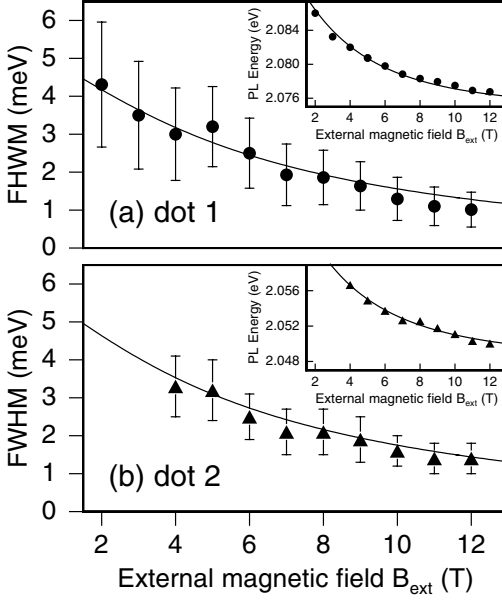 6
5
4
3
2
1
0
FHWM (meV)
(a) dot 1
2.084
2.080
2.076
PL Energy (eV)
2 4 6 8 10 12
External magnetic field Bext (T)
6
5
4
3
2
1
0
FWHM (meV)
(b) dot 2
2.056
2.052
2.048
PL Energy (eV)
2 4 6 8 10 12
External magnetic field Bext (T)
2 4 6 8 10 12
External magnetic field Bext (T)